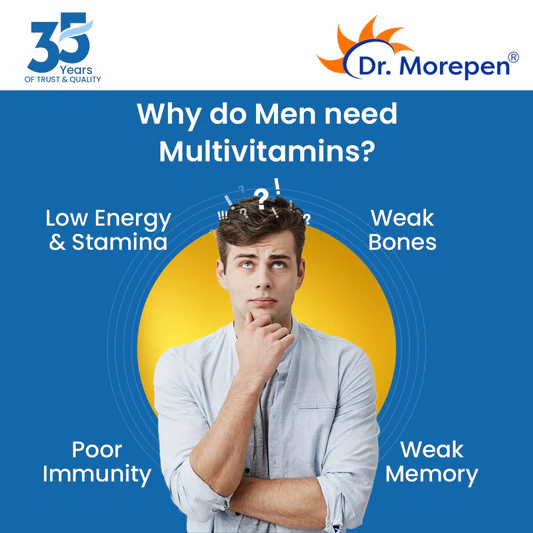 35
Years
OF TRUST & QUALITY
Dr. Morepen®
Why do Men need
Multivitamins?
? !
!!! ?
Low Energy
& Stamina
Weak
Bones
Poor
Immunity
Weak
Memory